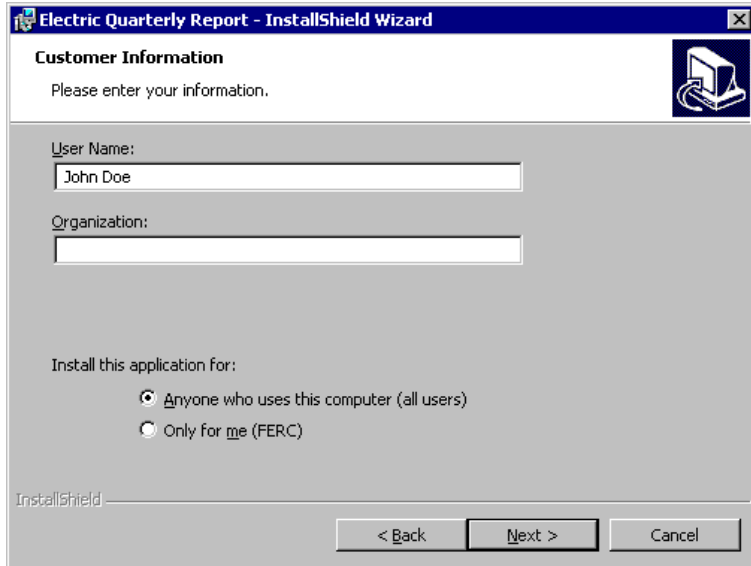 Electric Quarterly Report - InstallShield Wizard
Customer Information
Please enter your information.
User Name:
John Doe
Organization:
Install this application for:
Anyone who uses this computer (all users)
Only for me (FERC)
InstallShield
< Back
Next >
Cancel